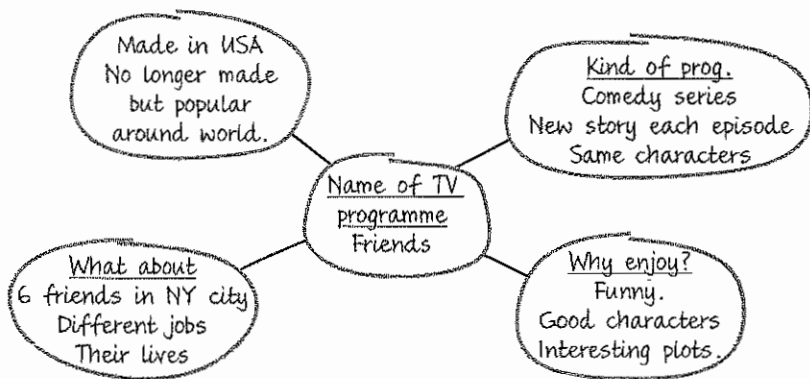 Made in USA
No longer made
but popular
around world.
Kind of prog.
Comedy series
New story each episode
Same characters
Name of TV
programme
Friends
What about
6 friends in NY city
Different jobs
Their lives
Why enjoy?
Funny.
Good characters
Interesting plots.